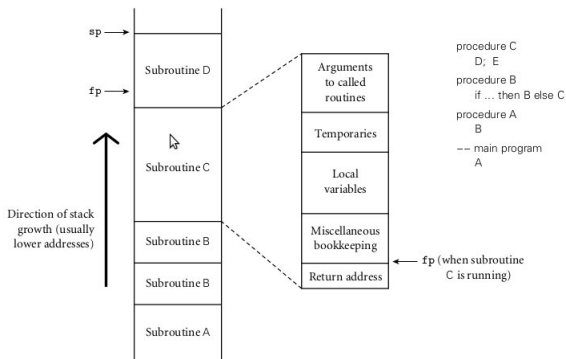 sp
Subroutine D
fp
Subroutine C
Direction of stack
growth (usually
lower addresses)
Subroutine B
Subroutine B
Subroutine A
Arguments
to called
routines
Temporaries
Local
variables
Miscellaneous
bookkeeping
Return address
fp (when subroutine
C is running)
procedure C
D; E
procedure B
if ... then B else C
procedure A
B
−− main program
A